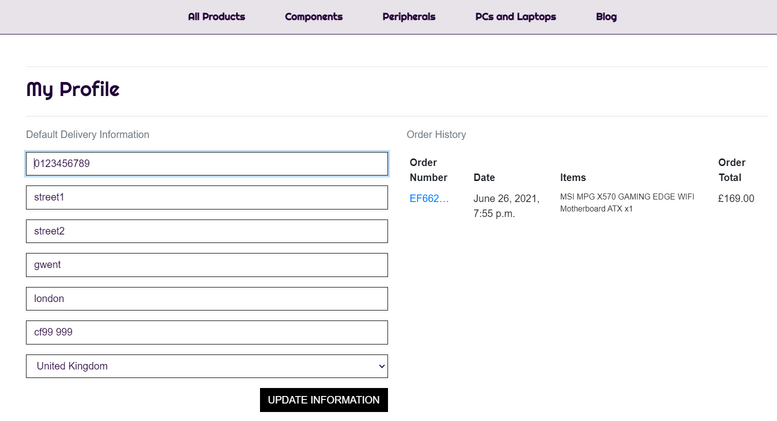 All Products Components Peripherals PCs and Laptops Blog
My Profile
Default Delivery Information
0123456789
street1
street2
gwent
london
cf99 999
United Kingdom
UPDATE INFORMATION
Order History
Order Number Date Items Order Total
EF662... June 26, 2021, 7:55 p.m. MSI MPG X570 GAMING EDGE WIFI Motherboard ATX x1 £169.00